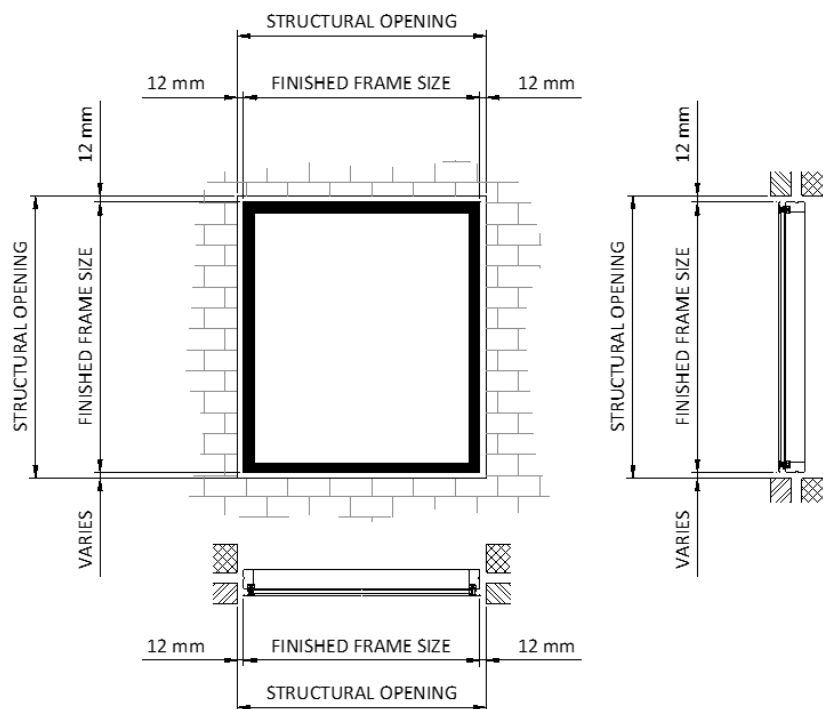 STRUCTURAL OPENING
12 mm
FINISHED FRAME SIZE
12 mm
12 mm
STRUCTURAL OPENING
FINISHED FRAME SIZE
VARIES
12 mm
STRUCTURAL OPENING
FINISHED FRAME SIZE
VARIES
12 mm
FINISHED FRAME SIZE
12 mm
STRUCTURAL OPENING